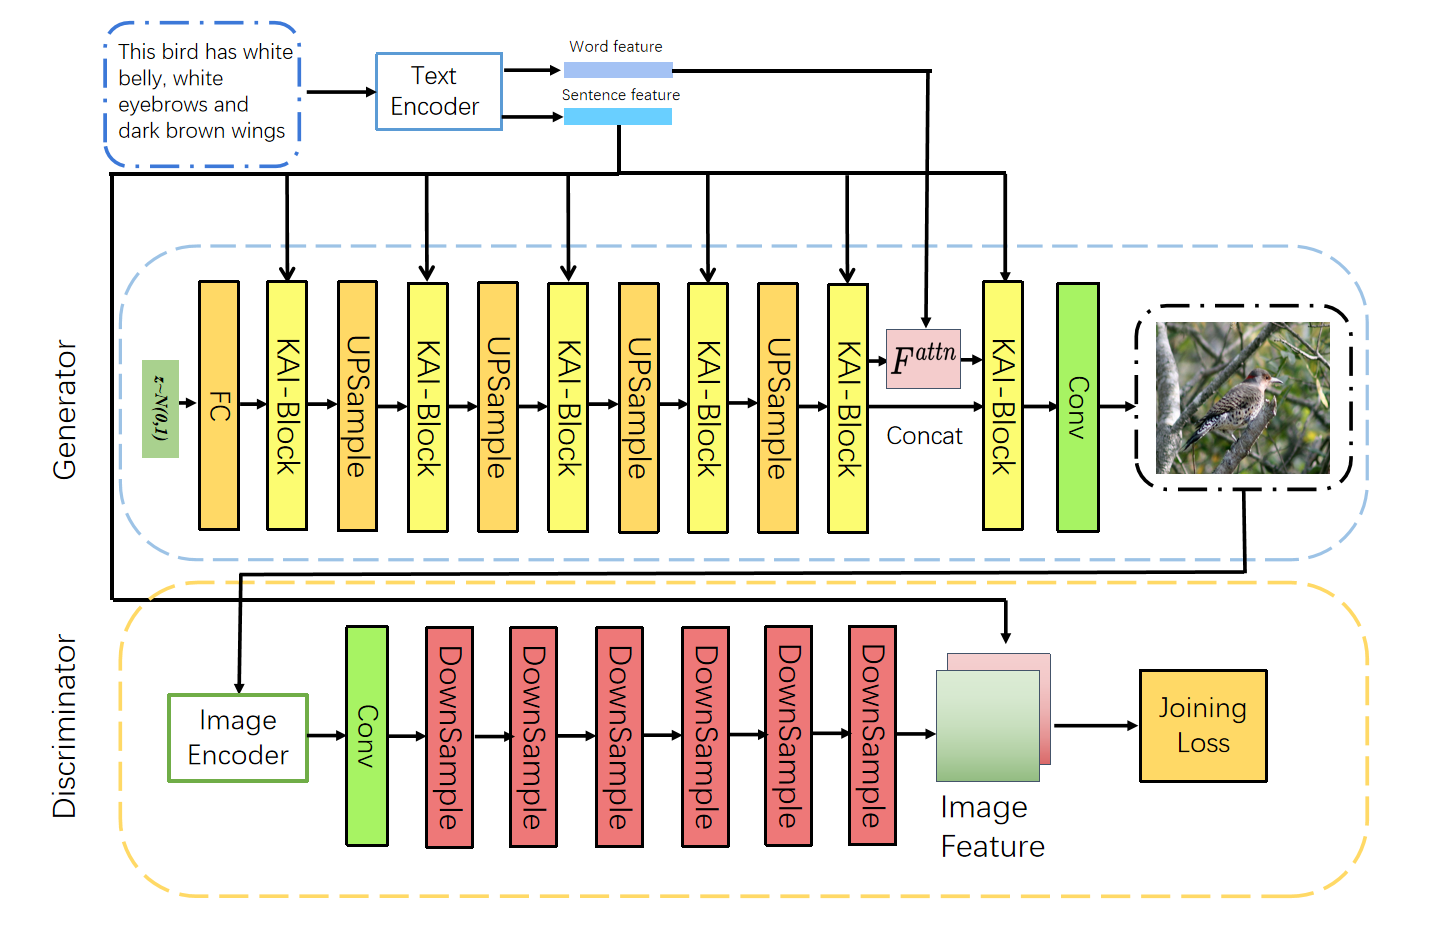 This bird has white
belly, white
eyebrows and
dark brown wings
Text
Encoder
Word feature
Sentence feature
Generator
z~N(0,1)
FC
KAI-Block
UPSample
KAI-Block
UPSample
KAI-Block
UPSample
KAI-Block
UPSample
KAI-Block
F^attn
Concat
KAI-Block
Conv
Discriminator
Image
Encoder
Conv
DownSample
DownSample
DownSample
DownSample
DownSample
DownSample
Image
Feature
Joining
Loss